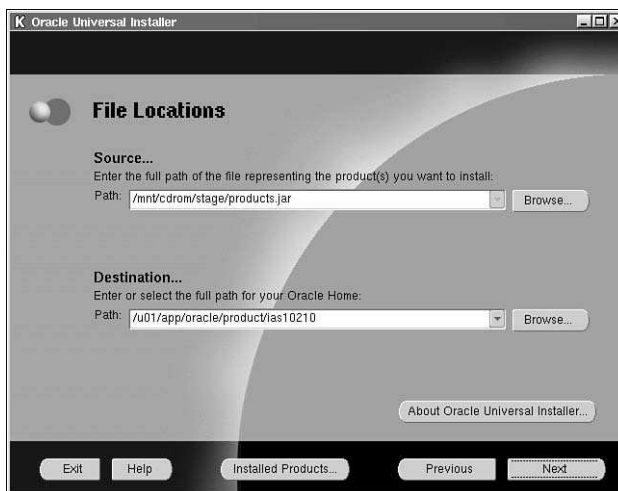 K Oracle Universal Installer
File Locations
Source...
Enter the full path of the file representing the product(s) you want to install:
Path: /mnt/cdrom/stage/products.jar Browse...
Destination...
Enter or select the full path for your Oracle Home:
Path: /u01/app/oracle/product/ias10210 Browse...
About Oracle Universal Installer...
Exit Help Installed Products... Previous Next